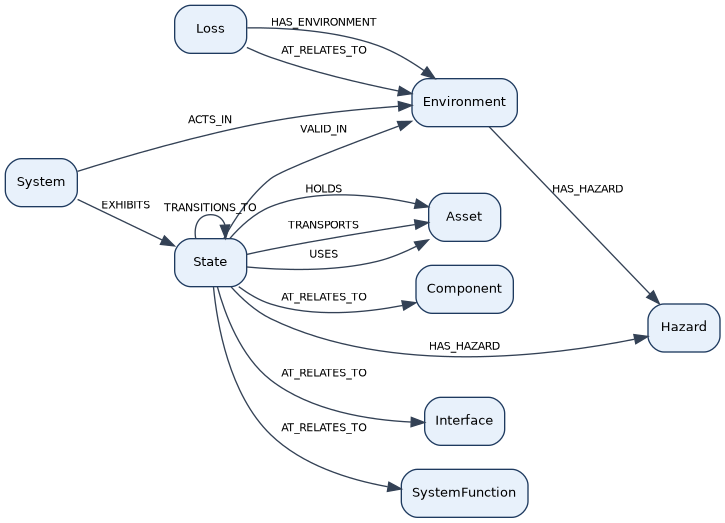 Loss
HAS_ENVIRONMENT
AT_RELATES_TO
Environment
ACTS_IN
VALID_IN
System
EXHIBITS
TRANSITIONS_TO
HOLDS
HAS_HAZARD
Asset
TRANSPORTS
USES
State
Component
AT_RELATES_TO
Hazard
HAS_HAZARD
AT_RELATES_TO
Interface
AT_RELATES_TO
SystemFunction